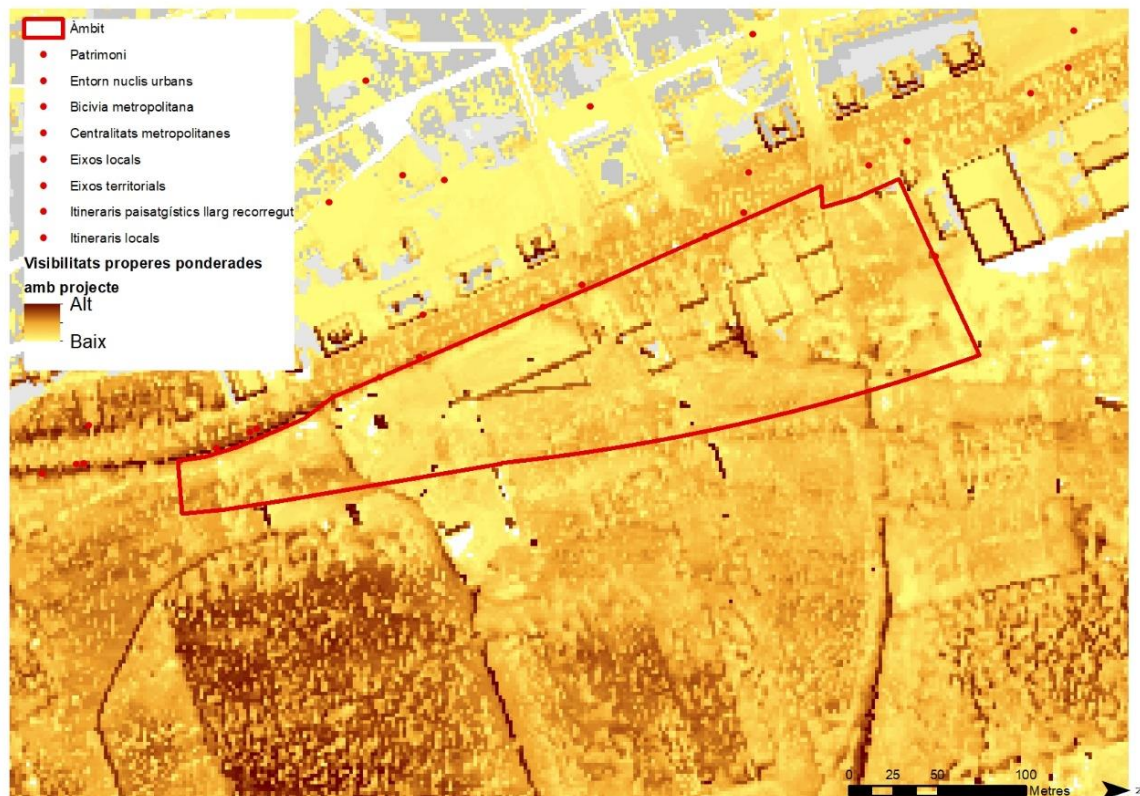 Àmbit
Patrimoni
Entorn nuclis urbans
Bicivia metropolitana
Centralitats metropolitanes
Eixos locals
Eixos territorials
Itineraris paisatgístics llarg recorregut
Itineraris locals
Visibilitats properes ponderades
amb projecte
Alt
Baix
0 25 50 100
Metres